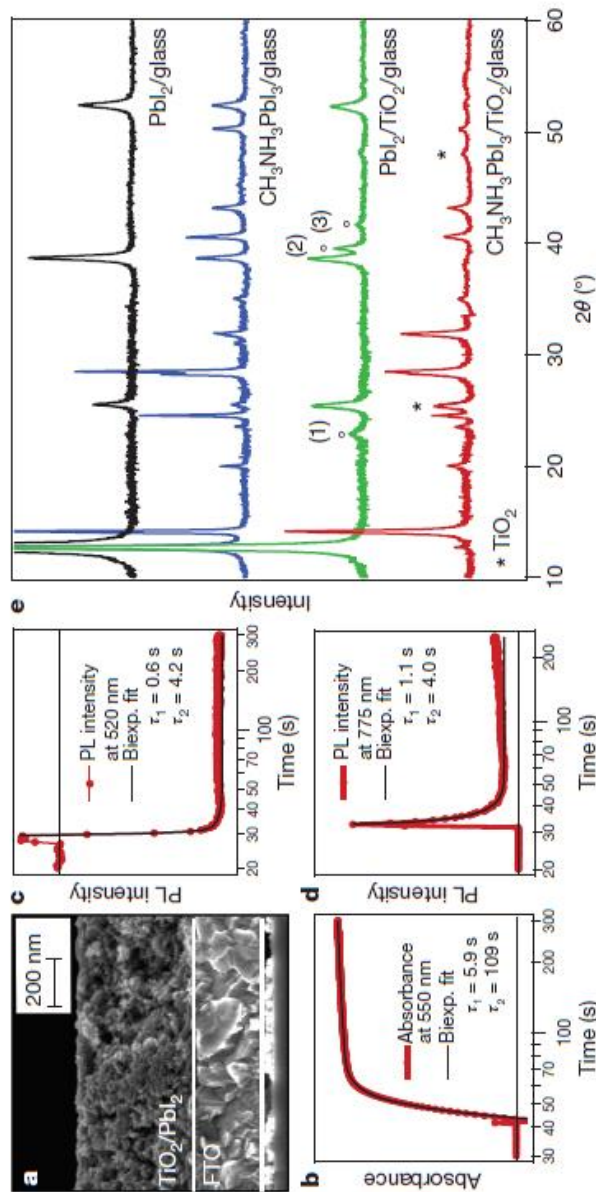 a
200 nm
TiO2/PbI2
FTO
b
Absorbance
Absorbance
at 550 nm
Biexp. fit
τ1 = 5.9 s
τ2 = 109 s
30 40 50 70 100 200 300
Time (s)
c
PL intensity
PL intensity
at 520 nm
Biexp. fit
τ1 = 0.6 s
τ2 = 4.2 s
20 30 40 50 70 100 200 300
Time (s)
d
PL intensity
PL intensity
at 775 nm
Biexp. fit
τ1 = 1.1 s
τ2 = 4.0 s
20 30 40 50 70 100 200
Time (s)
e
Intensity
PbI2/glass
CH3NH3PbI3/glass
(1)
(2)
(3)
PbI2/TiO2/glass
*
*
CH3NH3PbI3/TiO2/glass
* TiO2
10 20 30 40 50 60
2θ (°)